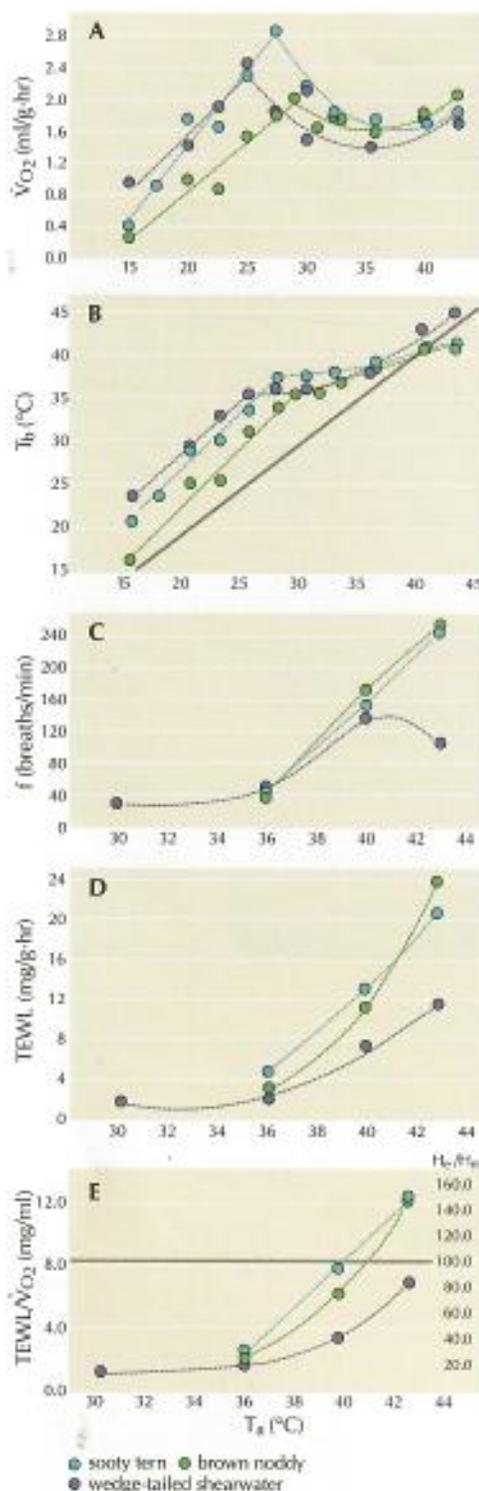 A
2.8
2.4
2.0
1.6
1.2
0.8
0.4
0.0
V̇O₂ (ml/g·hr)
15 20 25 30 35 40
B
45
40
35
30
25
20
15
T_b (°C)
15 20 25 30 35 40 45
C
240
200
160
120
80
40
0
f (breaths/min)
30 32 34 36 38 40 42 44
D
24
20
16
12
8
4
0
TEWL (mg/g·hr)
30 32 34 36 38 40 42 44
E
12.0
8.0
4.0
0.0
TEWL/V̇O₂ (mg/ml)
160.0
140.0
120.0
100.0
80.0
60.0
40.0
20.0
30 32 34 36 38 40 42 44
T_a (°C)
sooty tern brown noddy
wedge-tailed shearwater